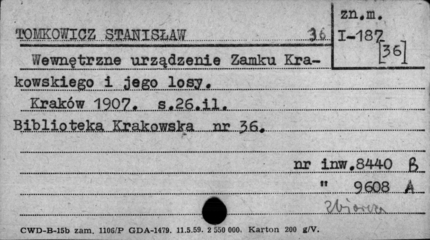 zn.m.
TOMKOWICZ STANISŁAW 36 I-187
[36]
Wewnętrzne urządzenie Zamku Kra-
kowskiego i jego losy.
Kraków 1907. s.26.il.
Biblioteka Krakowska nr 36.
nr inw.8440 B
" 9608 A
CWD-B-15b zam. 1106/P GDA-1479. 11.5.59. 2 550 000. Karton 200 g/V.